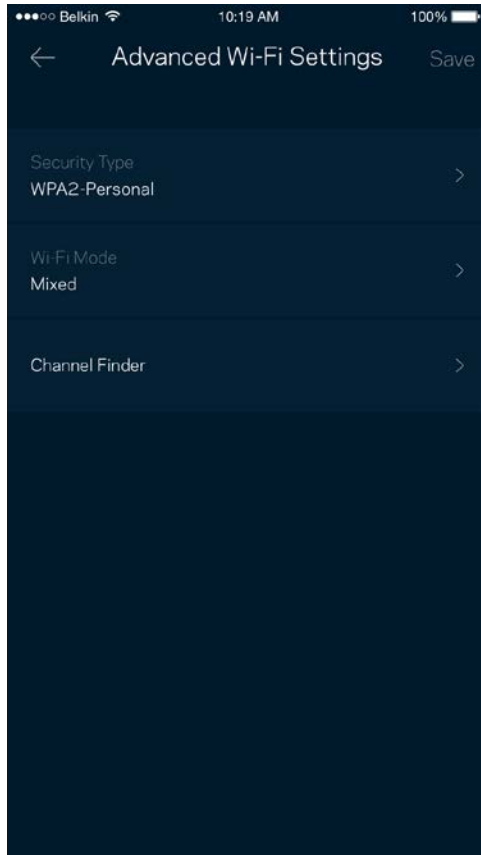 Belkin 10:19 AM 100%
Advanced Wi-Fi Settings Save
Security Type
WPA2-Personal
Wi-Fi Mode
Mixed
Channel Finder